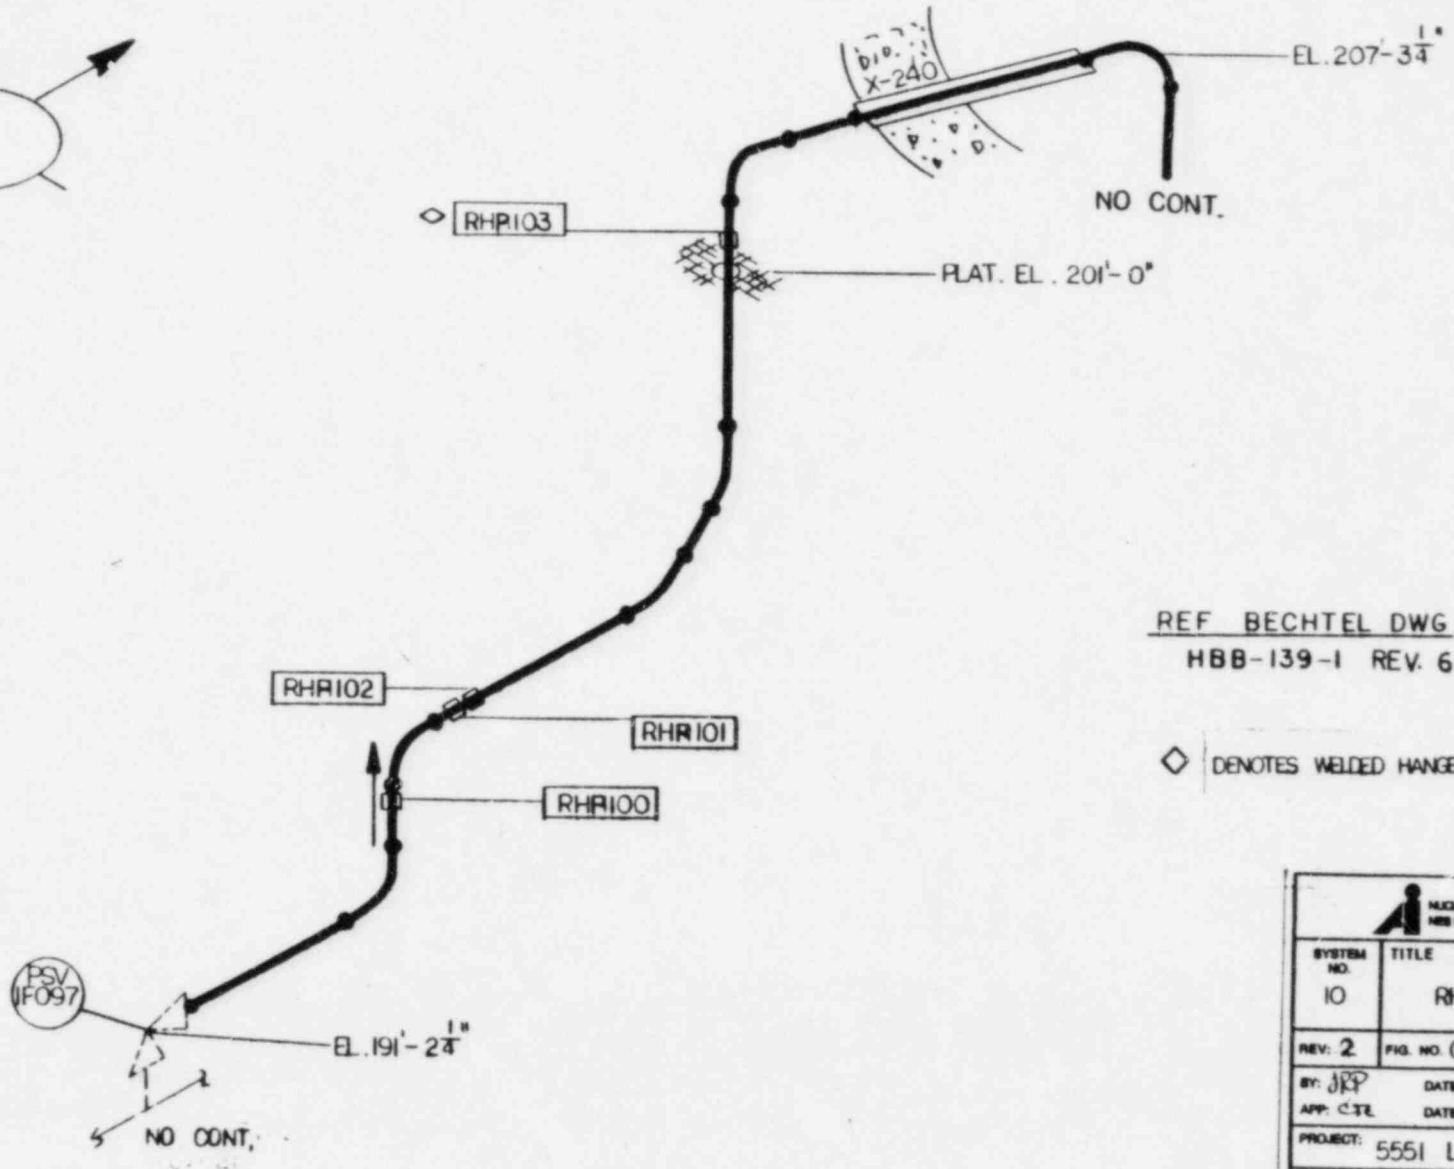 EL. 207'-3 1/4"
D/D.
X-240
NO CONT.
◇ RHR103
PLAT. EL. 201'-0"
REF BECHTEL DWG
HBB-139-1 REV. 6
RHR102
RHR101
◇ DENOTES WELDED HANGE
RHR100
PSV
1F097
EL. 191'-2 1/4"
NO CONT.
SYSTEM NO.
10
TITLE
REV: 2
FIG. NO.
BY: JRP DATE
APP: DATE
PROJECT: 5551